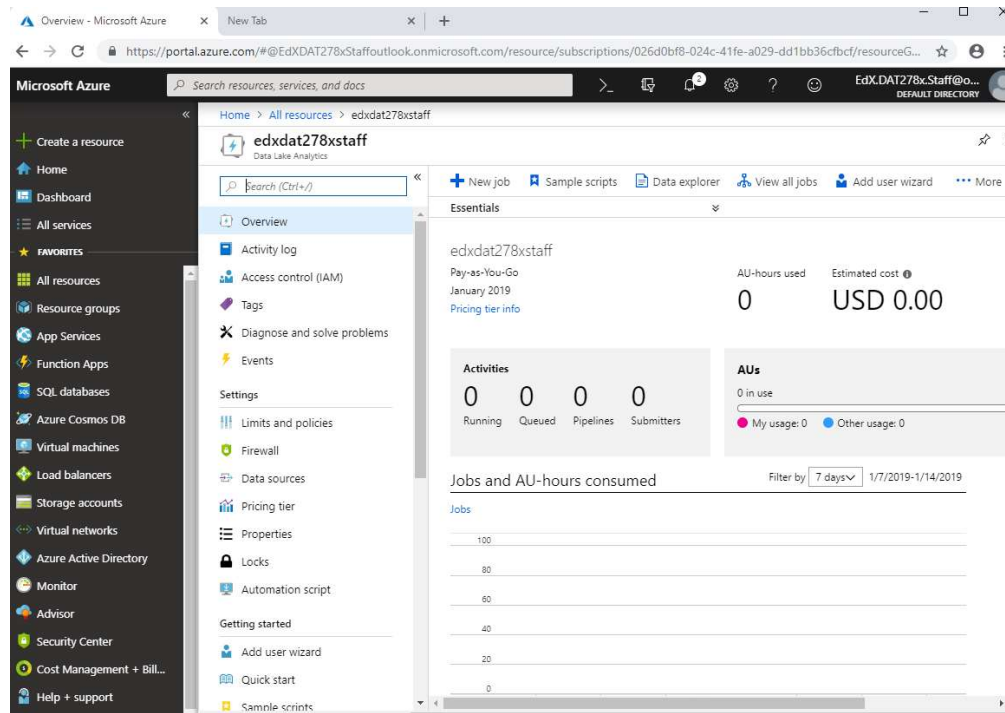 Overview - Microsoft Azure
New Tab
https://portal.azure.com/#@EdXDAT278xStaffoutlook.onmicrosoft.com/resource/subscriptions/026d0bf8-024c-41fe-a029-dd1bb36cfbcf/resourceG...
Microsoft Azure
Search resources, services, and docs
2
EdX.DAT278x.Staff@o...
DEFAULT DIRECTORY
Create a resource
Home
Dashboard
All services
FAVORITES
All resources
Resource groups
App Services
Function Apps
SQL databases
Azure Cosmos DB
Virtual machines
Load balancers
Storage accounts
Virtual networks
Azure Active Directory
Monitor
Advisor
Security Center
Cost Management + Bill...
Help + support
Home > All resources > edxdat278xstaff
edxdat278xstaff
Data Lake Analytics
Search (Ctrl+/)
Overview
Activity log
Access control (IAM)
Tags
Diagnose and solve problems
Events
Settings
Limits and policies
Firewall
Data sources
Pricing tier
Properties
Locks
Automation script
Getting started
Add user wizard
Quick start
Sample scripts
New job Sample scripts Data explorer View all jobs Add user wizard More
Essentials
edxdat278xstaff
Pay-as-You-Go
January 2019
Pricing tier info
AU-hours used Estimated cost
0 USD 0.00
Activities
0 0 0 0
Running Queued Pipelines Submitters
AUs
0 in use
My usage: 0 Other usage: 0
Jobs and AU-hours consumed
Filter by 7 days 1/7/2019-1/14/2019
Jobs
100
80
60
40
20
0